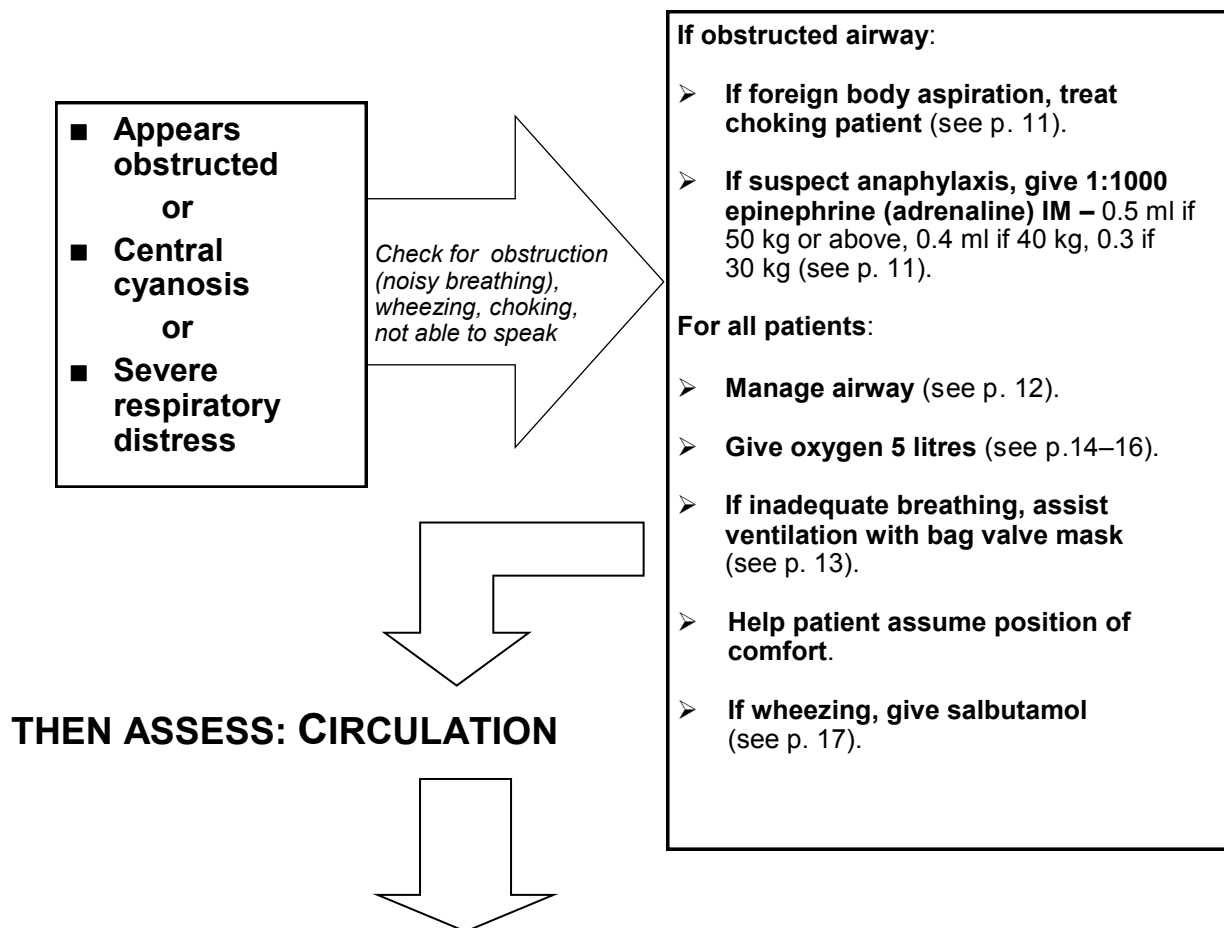 ■ Appears
obstructed
or
■ Central
cyanosis
or
■ Severe
respiratory
distress
Check for obstruction
(noisy breathing),
wheezing, choking,
not able to speak
If obstructed airway:
➢ If foreign body aspiration, treat
choking patient (see p. 11).
➢ If suspect anaphylaxis, give 1:1000
epinephrine (adrenaline) IM – 0.5 ml if
50 kg or above, 0.4 ml if 40 kg, 0.3 if
30 kg (see p. 11).
For all patients:
➢ Manage airway (see p. 12).
➢ Give oxygen 5 litres (see p.14–16).
➢ If inadequate breathing, assist
ventilation with bag valve mask
(see p. 13).
➢ Help patient assume position of
comfort.
➢ If wheezing, give salbutamol
(see p. 17).
THEN ASSESS: CIRCULATION